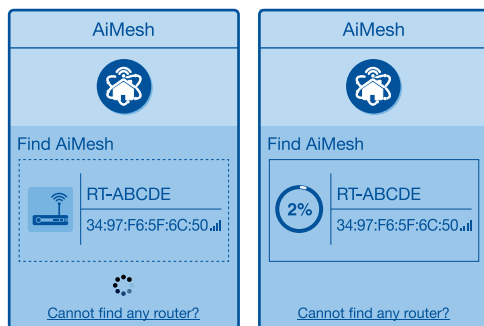 AiMesh
Find AiMesh
RT-ABCDE
34:97:F6:5F:6C:50
Cannot find any router?
AiMesh
Find AiMesh
2%
RT-ABCDE
34:97:F6:5F:6C:50
Cannot find any router?